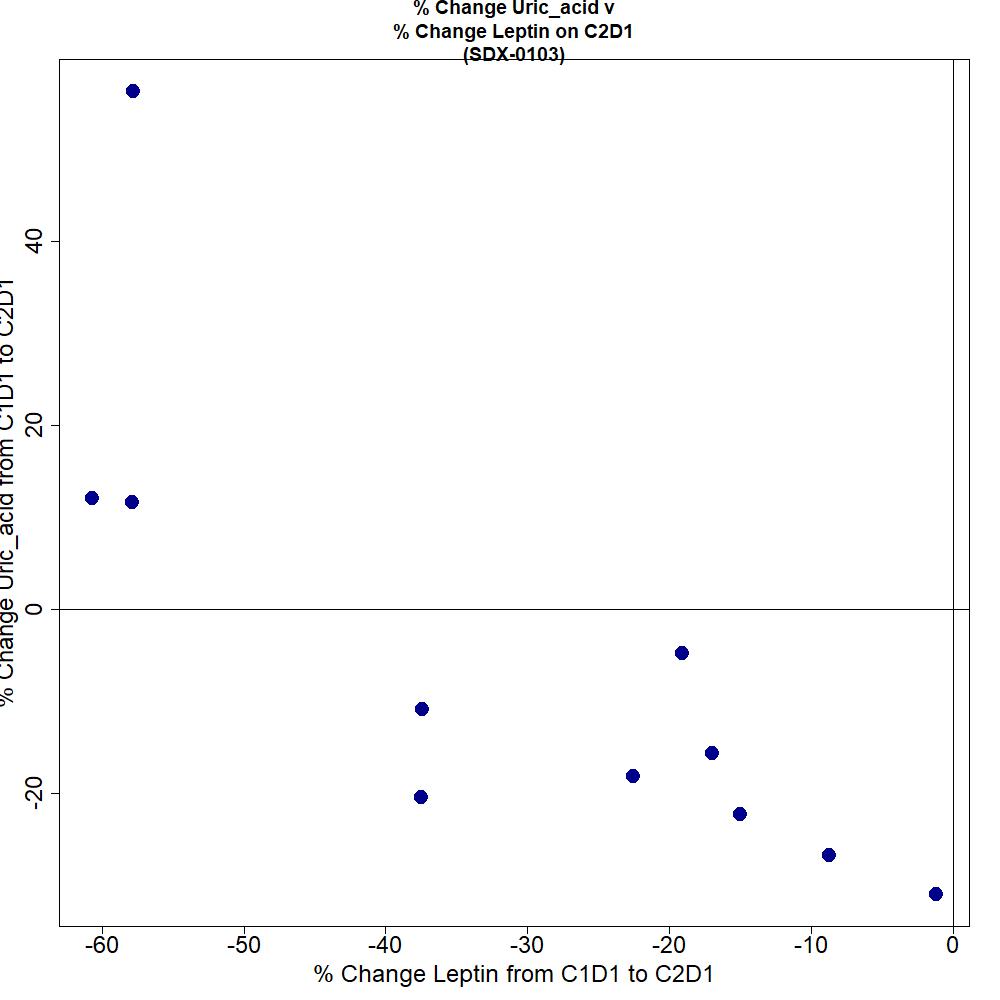 % Change Uric_acid v
% Change Leptin on C2D1
(SDX-0103)
% Change Uric_acid from C1D1 to C2D1
40
20
0
-20
-60
-50
-40
-30
-20
-10
0
% Change Leptin from C1D1 to C2D1